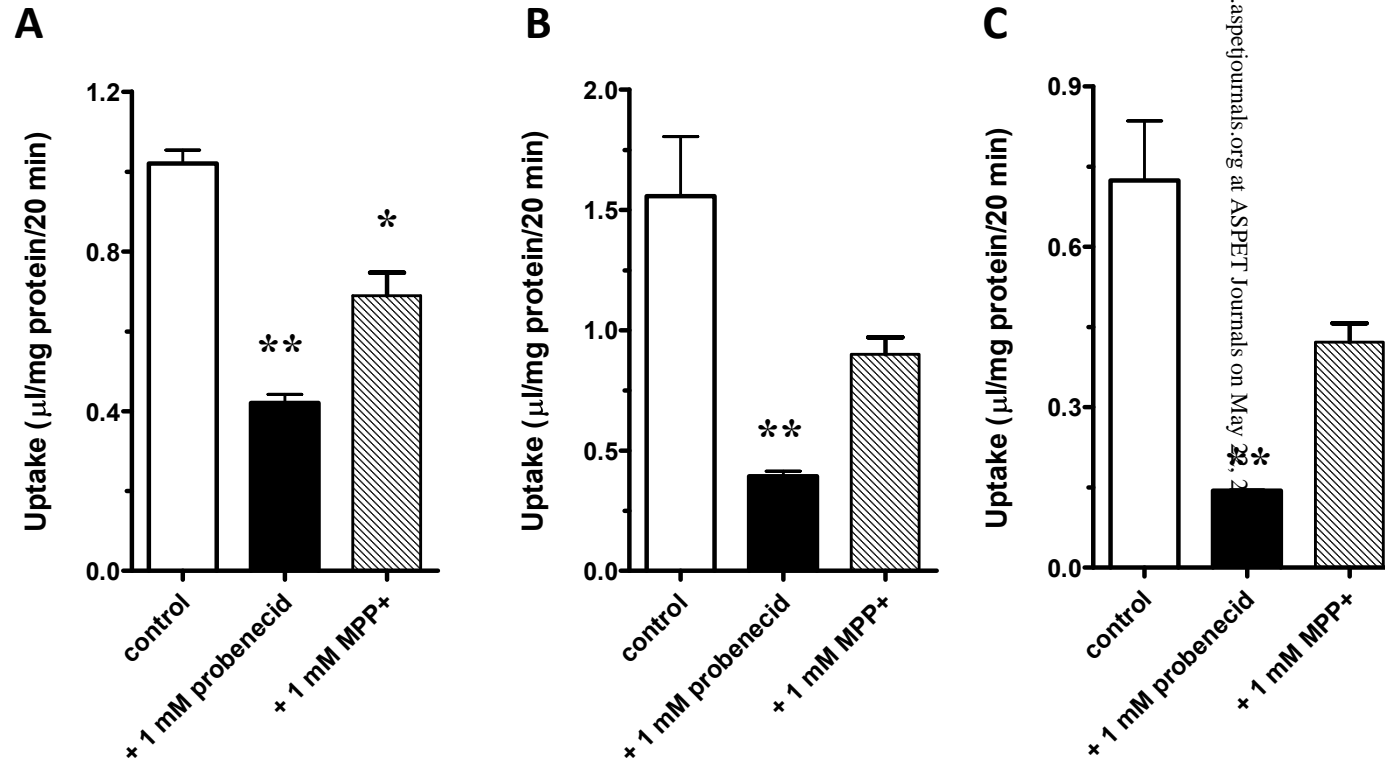 A
Uptake (μl/mg protein/20 min)
1.2
0.8
0.4
0.0
**
*
control
+ 1 mM probenecid
+ 1 mM MPP+
B
Uptake (μl/mg protein/20 min)
2.0
1.5
1.0
0.5
0.0
**
control
+ 1 mM probenecid
+ 1 mM MPP+
C
Uptake (μl/mg protein/20 min)
0.9
0.6
0.3
0.0
**
control
+ 1 mM probenecid
+ 1 mM MPP+
.aspetjournals.org at ASPET Journals on May